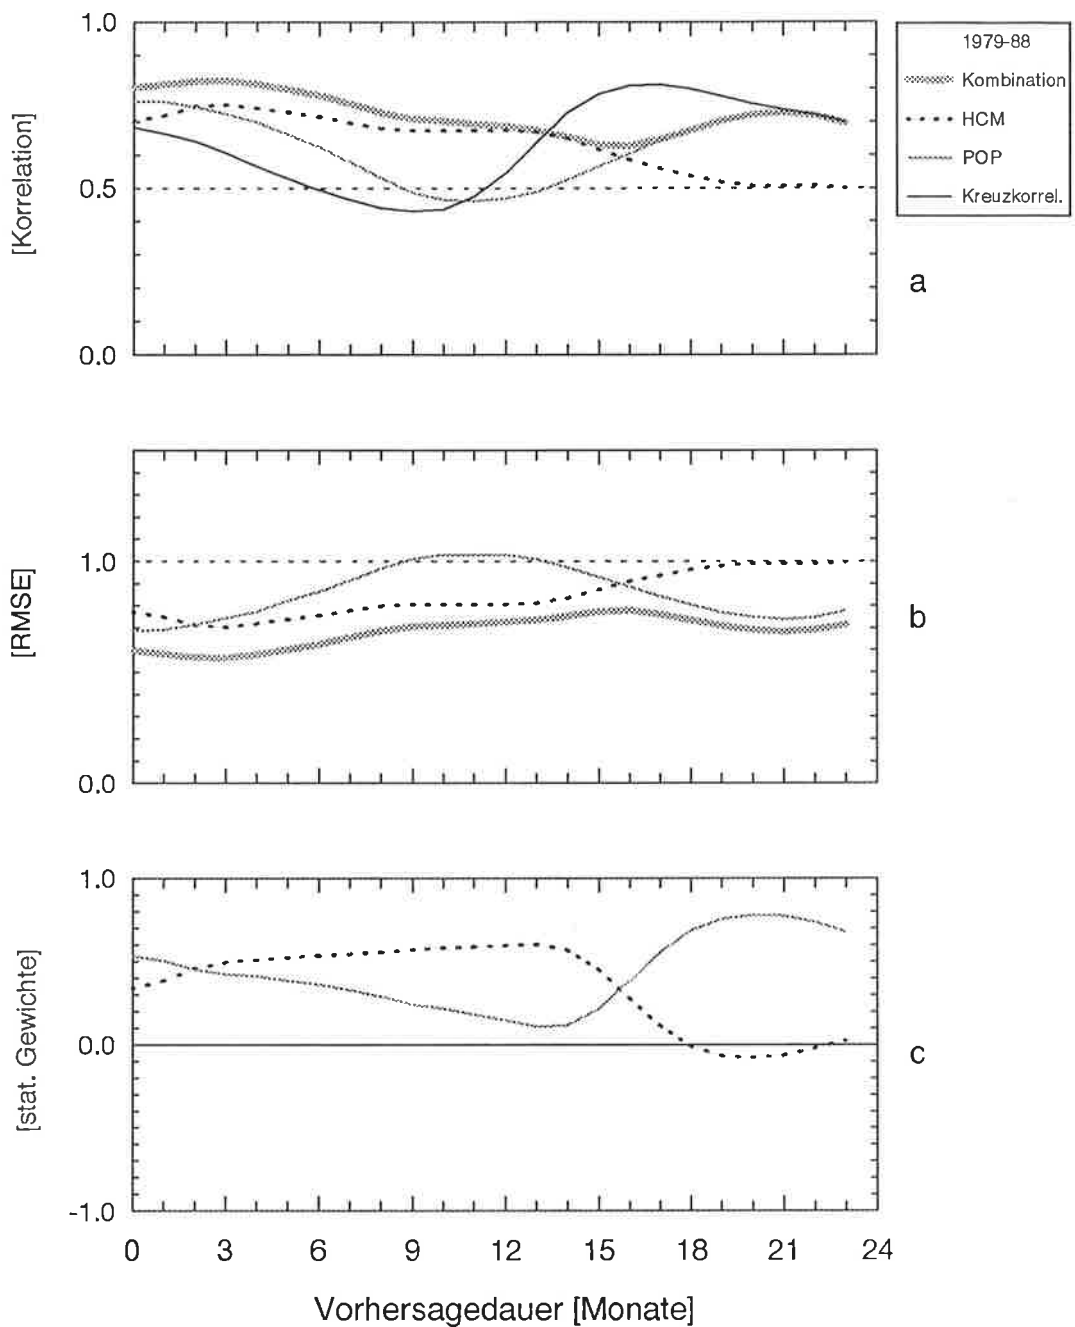 1.0
0.5
0.0
[Korrelation]
1979-88
Kombination
HCM
POP
Kreuzkorrel.
a
1.0
0.0
[RMSE]
b
1.0
0.0
-1.0
[stat. Gewichte]
c
0 3 6 9 12 15 18 21 24
Vorhersagedauer [Monate]